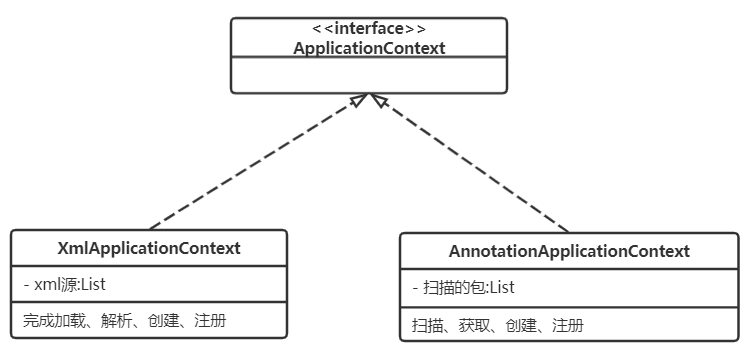 <<interface>>
ApplicationContext
XmlApplicationContext
- xml源:List
完成加载、解析、创建、注册
AnnotationApplicationContext
- 扫描的包:List
扫描、获取、创建、注册